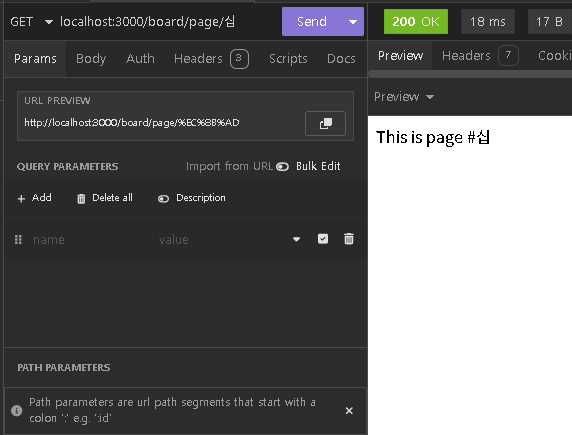 GET localhost:3000/board/page/십 Send
200 OK 18 ms 17 B
Params Body Auth Headers 3 Scripts Docs
Preview Headers 7 Cooki
URL PREVIEW
http://localhost:3000/board/page/%EC%8B%AD
Preview
This is page #십
QUERY PARAMETERS Import from URL Bulk Edit
+ Add Delete all Description
name value
PATH PARAMETERS
Path parameters are url path segments that start with a
colon ':' e.g. ':id'